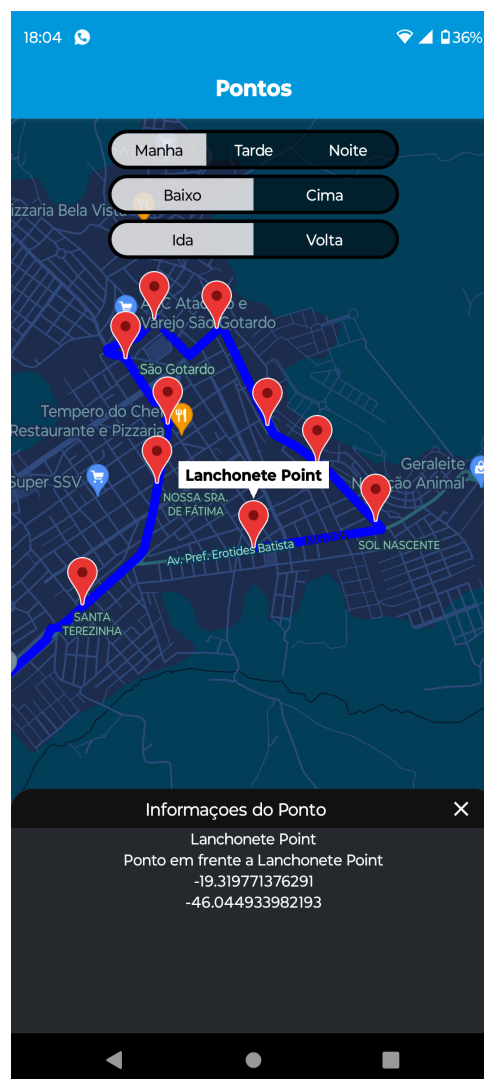 18:04
36%
Pontos
Manha Tarde Noite
Baixo Cima
Ida Volta
izzaria Bela Vista
Varejo São Gotardo
São Gotardo
Tempero do Chef
Restaurante e Pizzaria
Super SSV
Lanchonete Point
Geraleite
Animal
NOSSA SRA.
DE FÁTIMA
Av. Pref. Erotides Batista
SOL NASCENTE
SANTA
TEREZINHA
Informaçoes do Ponto
Lanchonete Point
Ponto em frente a Lanchonete Point
-19.319771376291
-46.044933982193